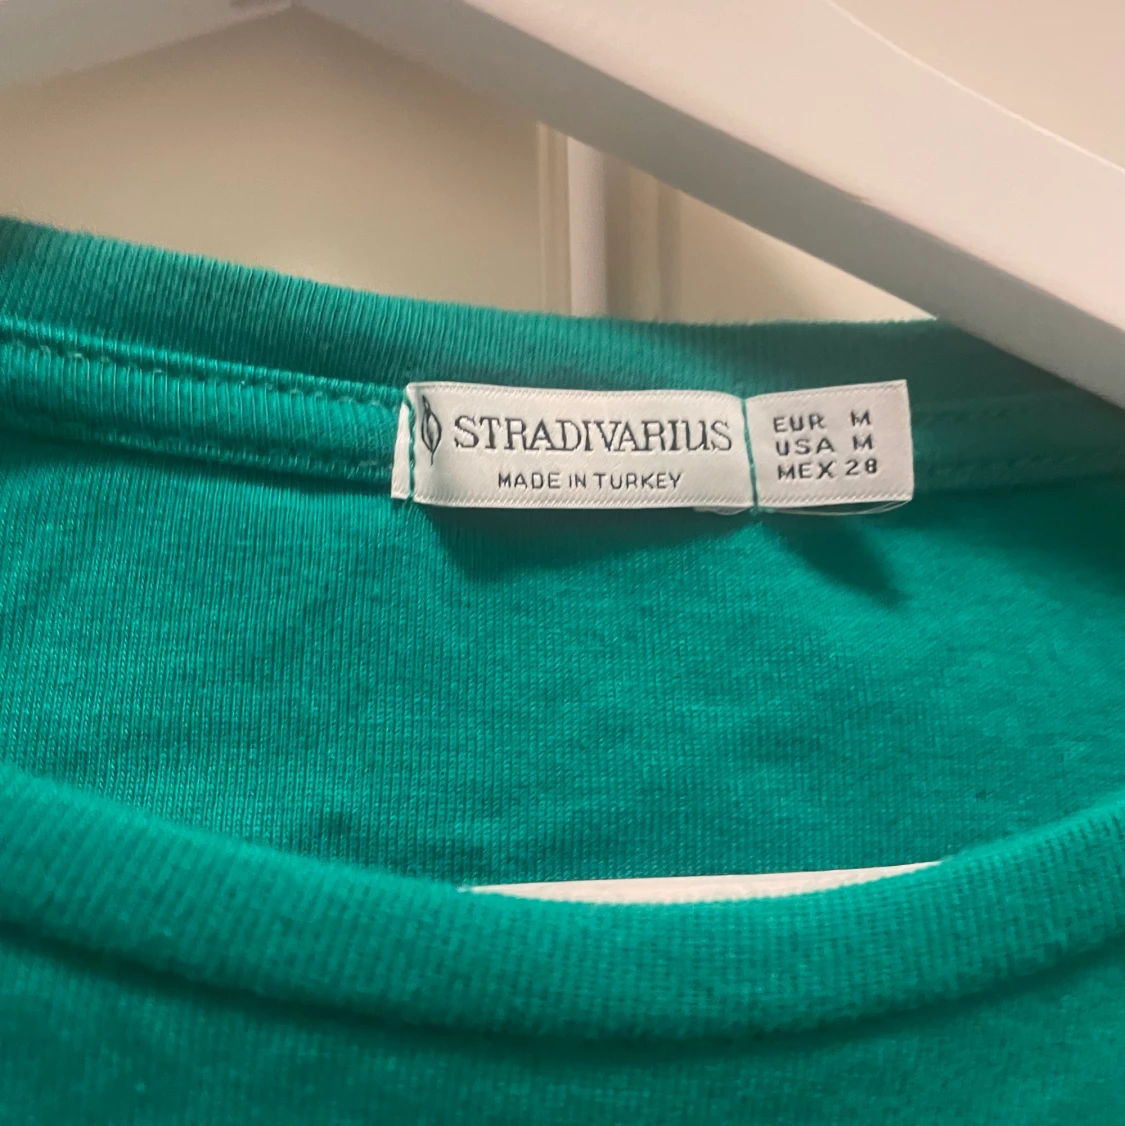 STRADIVARIUS
MADE IN TURKEY
EUR M
USA M
MEX 28